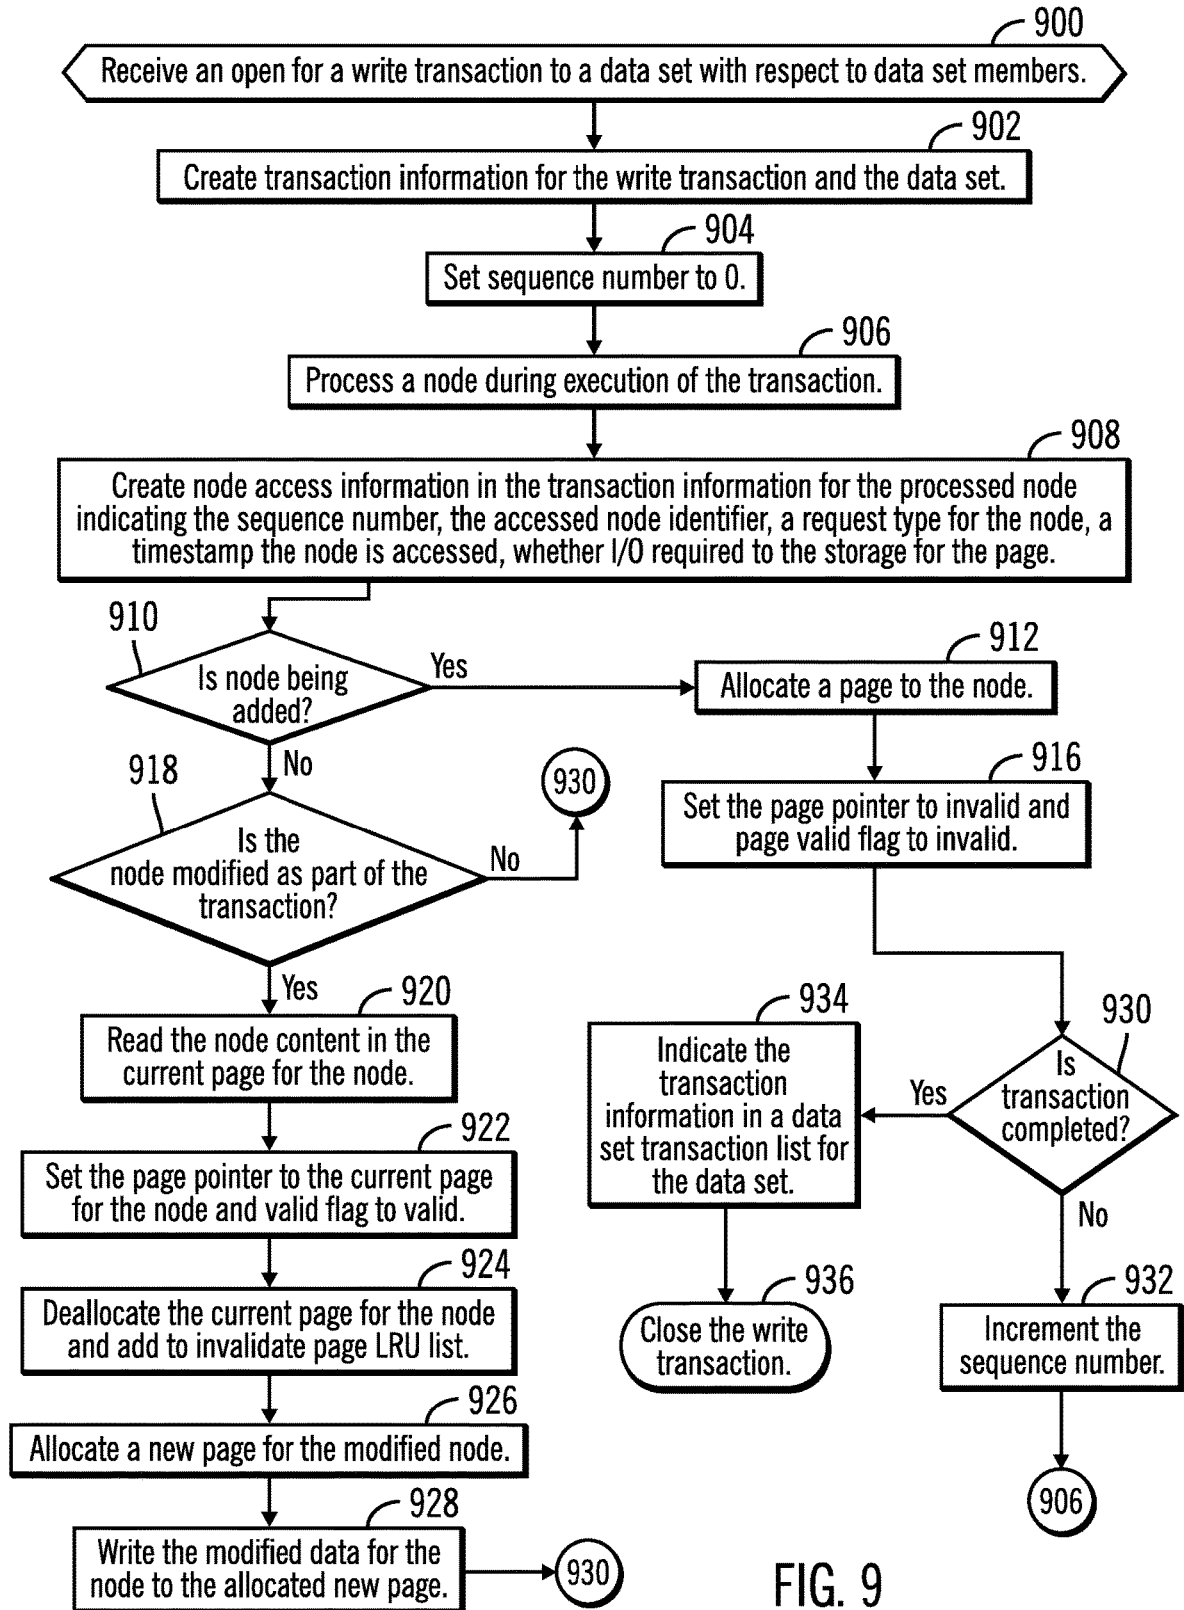 900
Receive an open for a write transaction to a data set with respect to data set members.
902
Create transaction information for the write transaction and the data set.
904
Set sequence number to 0.
906
Process a node during execution of the transaction.
908
Create node access information in the transaction information for the processed node
indicating the sequence number, the accessed node identifier, a request type for the node, a
timestamp the node is accessed, whether I/O required to the storage for the page.
910
Is node being
added?
Yes
No
912
Allocate a page to the node.
916
Set the page pointer to invalid and
page valid flag to invalid.
918
Is the
node modified as part of the
transaction?
No
930
Yes
920
Read the node content in the
current page for the node.
922
Set the page pointer to the current page
for the node and valid flag to valid.
924
Deallocate the current page for the node
and add to invalidate page LRU list.
926
Allocate a new page for the modified node.
928
Write the modified data for the
node to the allocated new page.
930
930
Is
transaction
completed?
Yes
No
934
Indicate the
transaction
information in a data
set transaction list for
the data set.
936
Close the write
transaction.
932
Increment the
sequence number.
906
FIG. 9